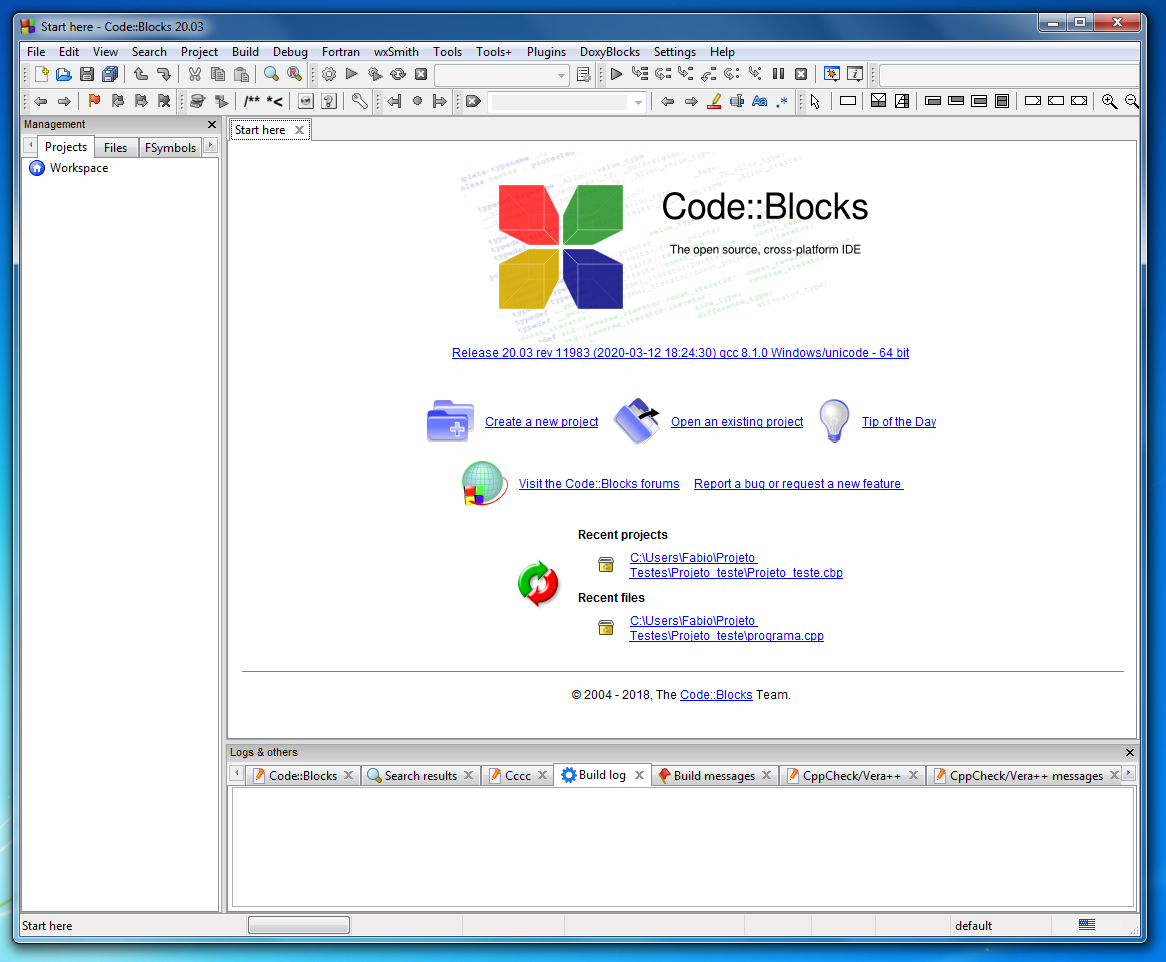 Start here - Code::Blocks 20.03
File Edit View Search Project Build Debug Fortran wxSmith Tools Tools+ Plugins DoxyBlocks Settings Help
/** *<
Management
Projects Files FSymbols
Workspace
Start here
Code::Blocks
The open source, cross-platform IDE
Release 20.03 rev 11983 (2020-03-12 18:24:30) gcc 8.1.0 Windows/unicode - 64 bit
Create a new project Open an existing project Tip of the Day
Visit the Code::Blocks forums Report a bug or request a new feature
Recent projects
C:\Users\Fabio\Projeto
Testes\Projeto_teste\Projeto_teste.cbp
Recent files
C:\Users\Fabio\Projeto
Testes\Projeto_teste\programa.cpp
© 2004 - 2018, The Code::Blocks Team.
Logs & others
Code::Blocks Search results Cccc Build log Build messages CppCheck/Vera++ CppCheck/Vera++ messages
Start here default